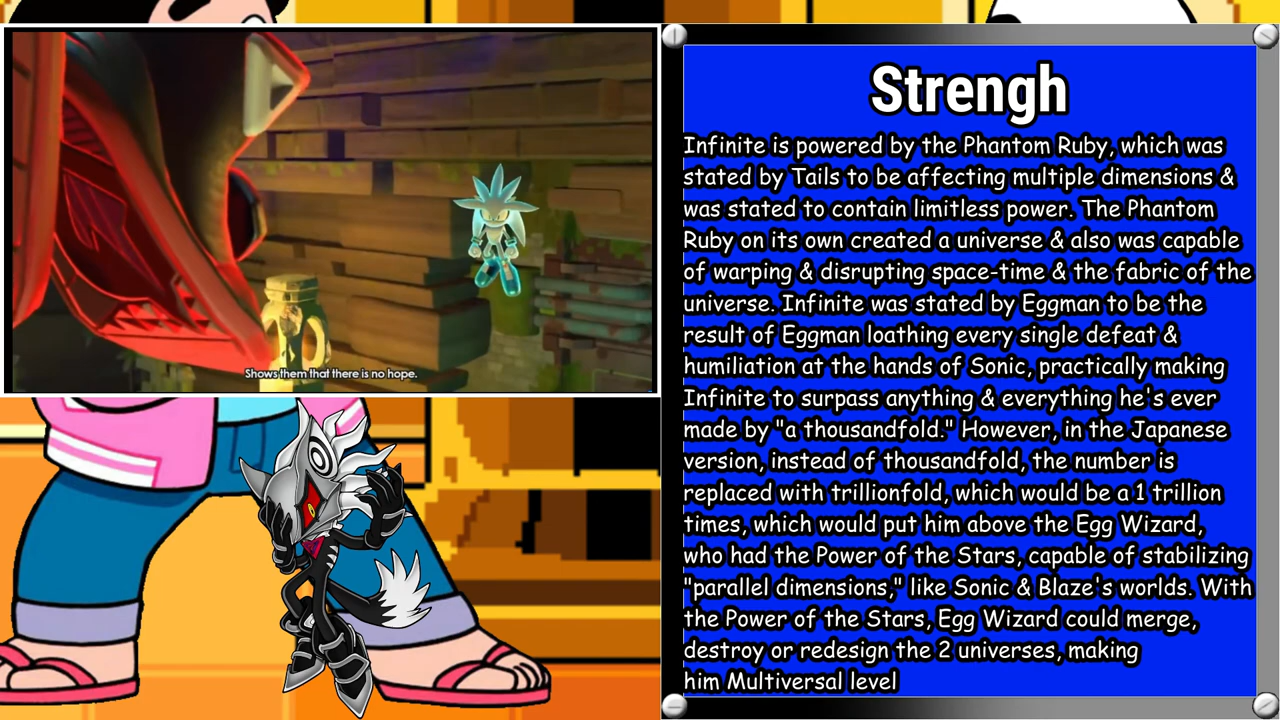 Shows them that there is no hope.
Strengh
Infinite is powered by the Phantom Ruby, which was
stated by Tails to be affecting multiple dimensions &
was stated to contain limitless power. The Phantom
Ruby on its own created a universe & also was capable
of warping & disrupting space-time & the fabric of the
universe. Infinite was stated by Eggman to be the
result of Eggman loathing every single defeat &
humiliation at the hands of Sonic, practically making
Infinite to surpass anything & everything he's ever
made by "a thousandfold." However, in the Japanese
version, instead of thousandfold, the number is
replaced with trillionfold, which would be a 1 trillion
times, which would put him above the Egg Wizard,
who had the Power of the Stars, capable of stabilizing
"parallel dimensions," like Sonic & Blaze's worlds. With
the Power of the Stars, Egg Wizard could merge,
destroy or redesign the 2 universes, making
him Multiversal level